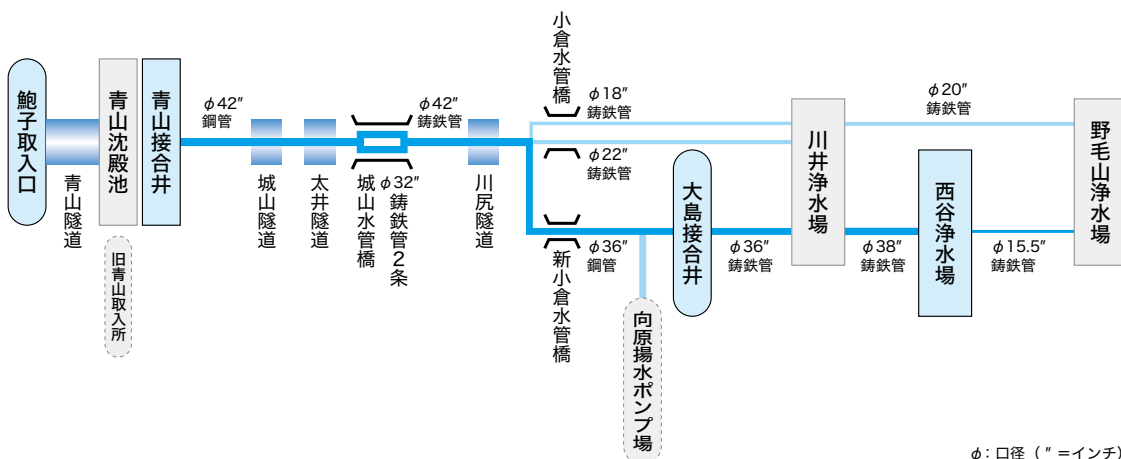 鮑子取入口
青山隧道
青山沈殿池
旧青山取入所
青山接合井
φ42″
鋼管
城山隧道
太井隧道
城山水管橋
φ32″
鋳鉄管2条
φ42″
鋳鉄管
川尻隧道
小倉水管橋
φ18″
鋳鉄管
φ22″
鋳鉄管
新小倉水管橋
φ36″
鋼管
向原揚水ポンプ場
大島接合井
φ36″
鋳鉄管
川井浄水場
φ38″
鋳鉄管
西谷浄水場
φ20″
鋳鉄管
φ15.5″
鋳鉄管
野毛山浄水場
φ：口径（ ″ ＝インチ）